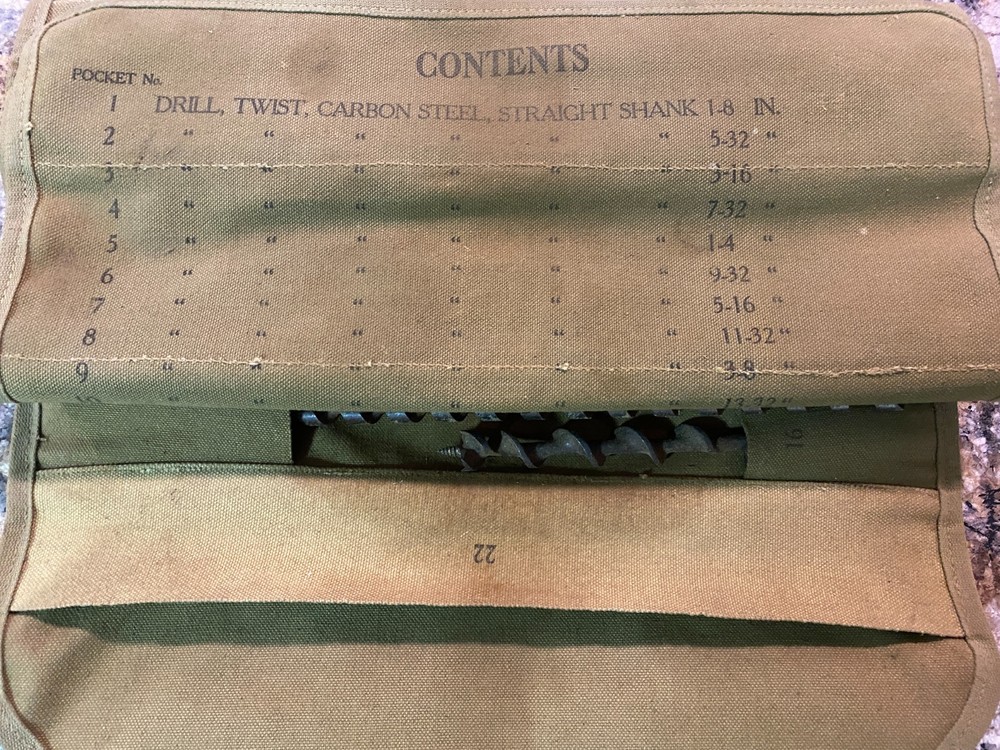 CONTENTS
POCKET No.
1 DRILL, TWIST, CARBON STEEL, STRAIGHT SHANK 1-8 IN.
2 “ “ “ “ “ “ 5-32 “
3 “ “ “ “ “ “ 3-16 “
4 “ “ “ “ “ “ 7-32 “
5 “ “ “ “ “ “ 1-4 “
6 “ “ “ “ “ “ 9-32 “
7 “ “ “ “ “ “ 5-16 “
8 “ “ “ “ “ “ 11-32 “
9 “ “ “ “ “ “ 3-8 “
“ “ “ “ “ “ 13-32 “
16
22